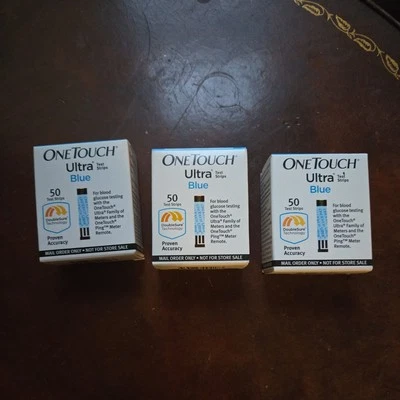 ONETOUCH
Ultra® Test Strips
Blue
50
Test Strips
DoubleSure
Technology
Proven
Accuracy
For blood
glucose testing
with the
OneTouch®
Ultra® Family of
Meters and the
OneTouch®
Ping™ Meter
Remote.
MAIL ORDER ONLY • NOT FOR STORE SALE
ONETOUCH
Ultra® Test Strips
Blue
50
Test Strips
DoubleSure
Technology
Proven
Accuracy
For blood
glucose testing
with the
OneTouch®
Ultra® Family of
Meters and the
OneTouch®
Ping™ Meter
Remote.
MAIL ORDER ONLY • NOT FOR STORE SALE
ONETOUCH
Ultra® Test Strips
Blue
50
Test Strips
DoubleSure
Technology
Proven
Accuracy
For blood
glucose testing
with the
OneTouch®
Ultra® Family of
Meters and the
OneTouch®
Ping™ Meter
Remote.
MAIL ORDER ONLY • NOT FOR STORE SALE